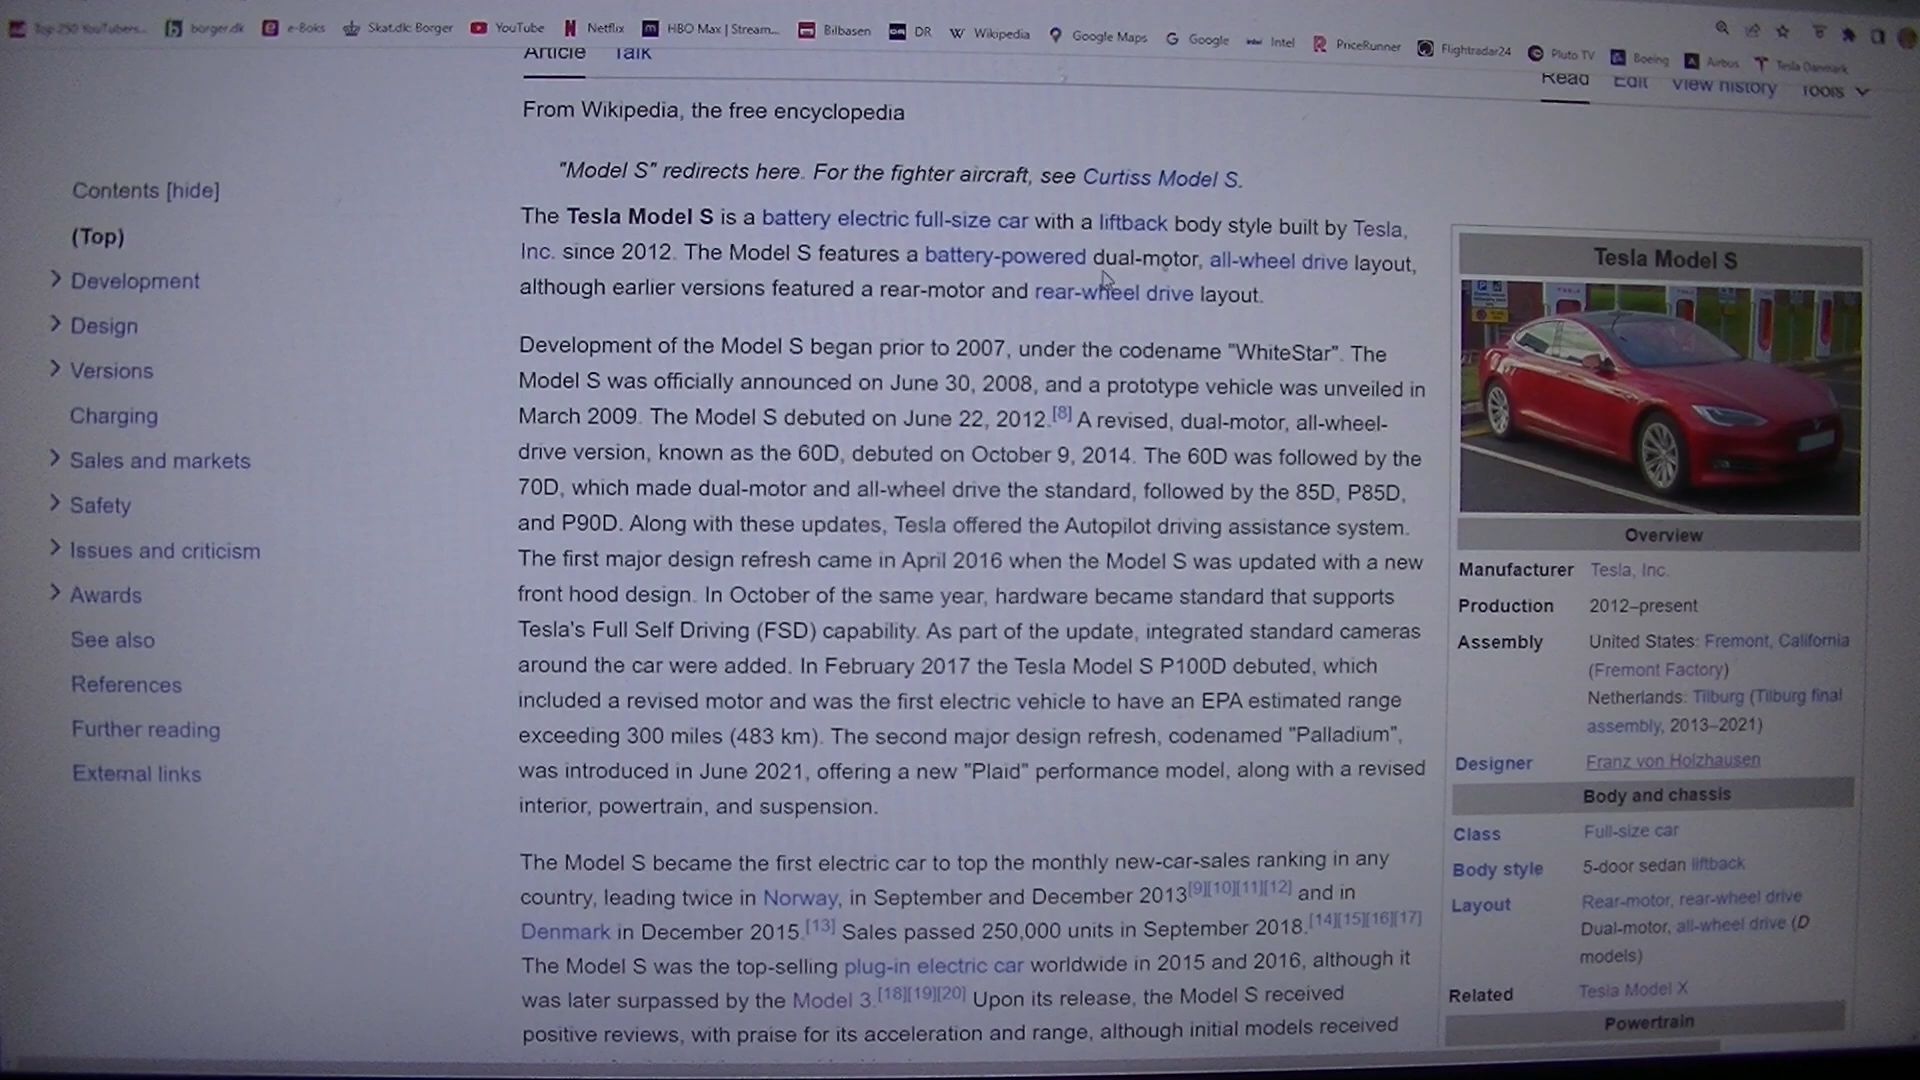 Top 250 YouTubers...
borger.dk
e-Boks
Skat.dk: Borger
YouTube
Netflix
HBO Max | Stream...
Bilbasen
DR
Wikipedia
Google Maps
Google
Intel
PriceRunner
Flightradar24
Pluto TV
Boeing
Airbus
Tesla Danmark
Article Talk
Read Edit View history Tools
From Wikipedia, the free encyclopedia
"Model S" redirects here. For the fighter aircraft, see Curtiss Model S.
Contents [hide]
(Top)
Development
Design
Versions
Charging
Sales and markets
Safety
Issues and criticism
Awards
See also
References
Further reading
External links
The Tesla Model S is a battery electric full-size car with a liftback body style built by Tesla,
Inc. since 2012. The Model S features a battery-powered dual-motor, all-wheel drive layout,
although earlier versions featured a rear-motor and rear-wheel drive layout.
Development of the Model S began prior to 2007, under the codename "WhiteStar". The
Model S was officially announced on June 30, 2008, and a prototype vehicle was unveiled in
March 2009. The Model S debuted on June 22, 2012.[8] A revised, dual-motor, all-wheel-
drive version, known as the 60D, debuted on October 9, 2014. The 60D was followed by the
70D, which made dual-motor and all-wheel drive the standard, followed by the 85D, P85D,
and P90D. Along with these updates, Tesla offered the Autopilot driving assistance system.
The first major design refresh came in April 2016 when the Model S was updated with a new
front hood design. In October of the same year, hardware became standard that supports
Tesla's Full Self Driving (FSD) capability. As part of the update, integrated standard cameras
around the car were added. In February 2017 the Tesla Model S P100D debuted, which
included a revised motor and was the first electric vehicle to have an EPA estimated range
exceeding 300 miles (483 km). The second major design refresh, codenamed "Palladium",
was introduced in June 2021, offering a new "Plaid" performance model, along with a revised
interior, powertrain, and suspension.
The Model S became the first electric car to top the monthly new-car-sales ranking in any
country, leading twice in Norway, in September and December 2013[9][10][11][12] and in
Denmark in December 2015.[13] Sales passed 250,000 units in September 2018.[14][15][16][17]
The Model S was the top-selling plug-in electric car worldwide in 2015 and 2016, although it
was later surpassed by the Model 3.[18][19][20] Upon its release, the Model S received
positive reviews, with praise for its acceleration and range, although initial models received
Tesla Model S
Overview
Manufacturer Tesla, Inc.
Production 2012–present
Assembly United States: Fremont, California
(Fremont Factory)
Netherlands: Tilburg (Tilburg final
assembly, 2013–2021)
Designer Franz von Holzhausen
Body and chassis
Class Full-size car
Body style 5-door sedan liftback
Layout Rear-motor, rear-wheel drive
Dual-motor, all-wheel drive (D
models)
Related Tesla Model X
Powertrain